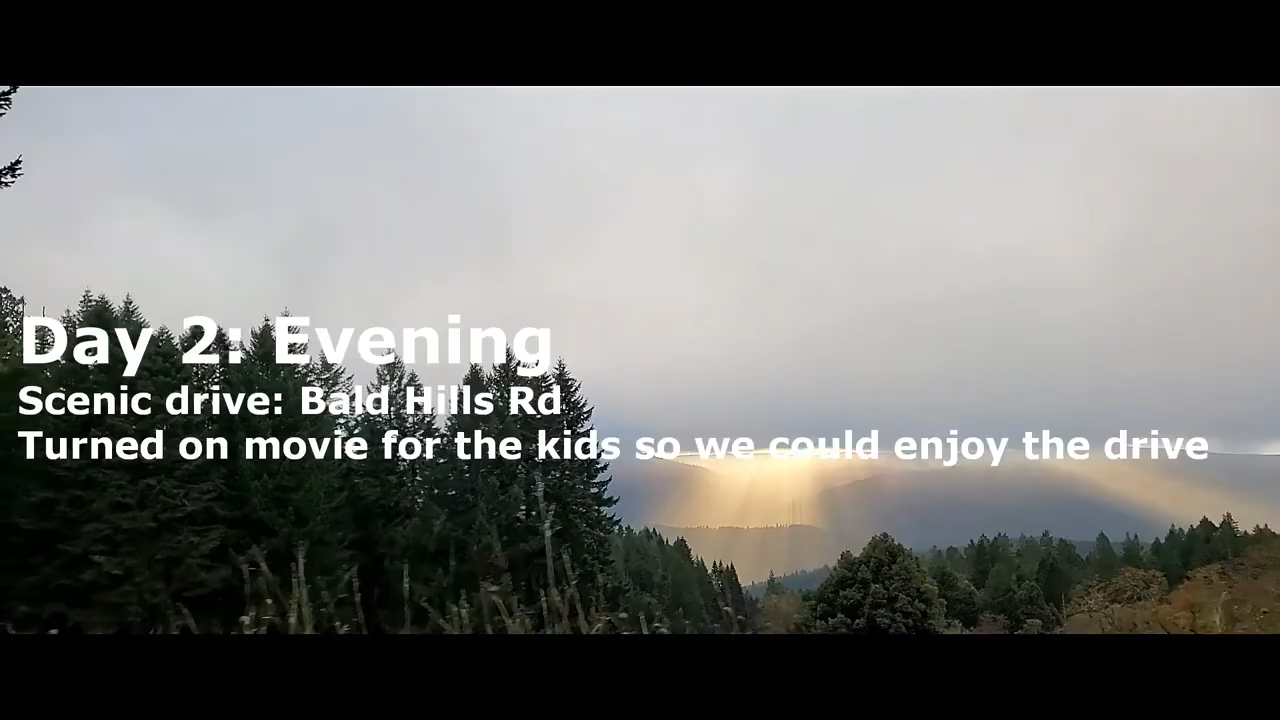 Day 2: Evening
Scenic drive: Bald Hills Rd
Turned on movie for the kids so we could enjoy the drive